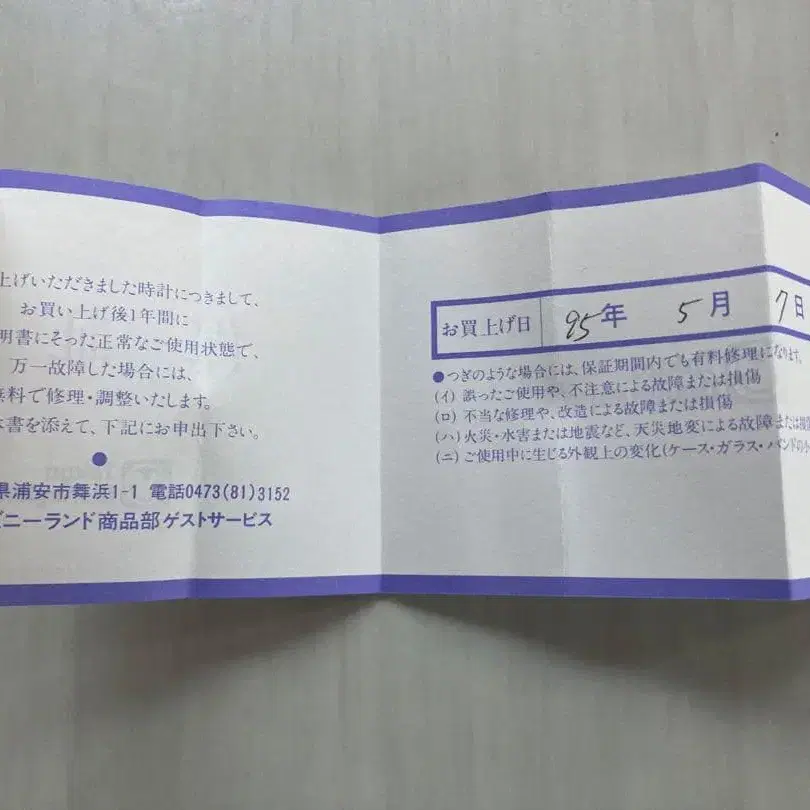 上げいただきました時計につきまして、
お買い上げ後1年間に
明書にそった正常なご使用状態で、
万一故障した場合には、
無料で修理・調整いたします。
書を添えて、下記にお申出下さい。
●
県浦安市舞浜1-1 電話0473(81)3152
ズニーランド商品部ゲストサービス
お買上げ日 95年 5月 7日
●つぎのような場合には、保証期間内でも有料修理になります。
(イ) 誤ったご使用や、不注意による故障または損傷
(ロ) 不当な修理や、改造による故障または損傷
(ハ) 火災・水害または地震など、天災地変による故障または損
(ニ) ご使用中に生じる外観上の変化(ケース・ガラス・バンドの小